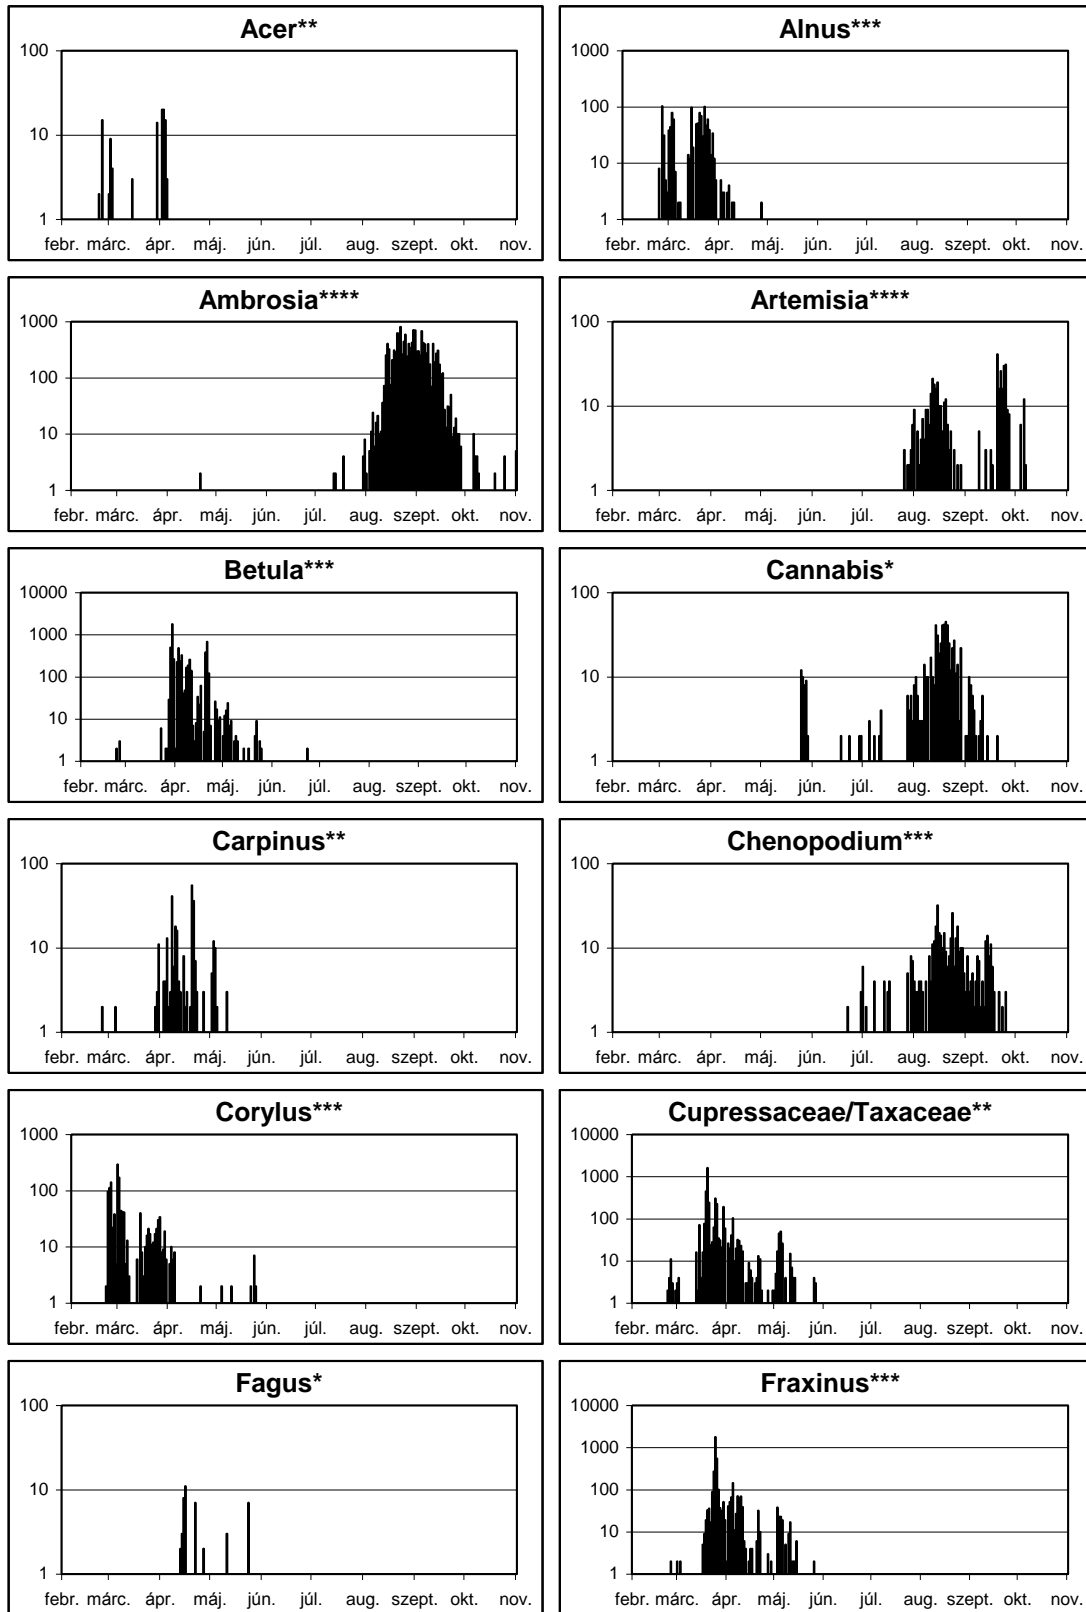 Acer**
100
10
1
febr. márc. ápr. máj. jún. júl. aug. szept. okt. nov.
Alnus***
1000
100
10
1
febr. márc. ápr. máj. jún. júl. aug. szept. okt. nov.
Ambrosia****
1000
100
10
1
febr. márc. ápr. máj. jún. júl. aug. szept. okt. nov.
Artemisia****
100
10
1
febr. márc. ápr. máj. jún. júl. aug. szept. okt. nov.
Betula***
10000
1000
100
10
1
febr. márc. ápr. máj. jún. júl. aug. szept. okt. nov.
Cannabis*
100
10
1
febr. márc. ápr. máj. jún. júl. aug. szept. okt. nov.
Carpinus**
100
10
1
febr. márc. ápr. máj. jún. júl. aug. szept. okt. nov.
Chenopodium***
100
10
1
febr. márc. ápr. máj. jún. júl. aug. szept. okt. nov.
Corylus***
1000
100
10
1
febr. márc. ápr. máj. jún. júl. aug. szept. okt. nov.
Cupressaceae/Taxaceae**
10000
1000
100
10
1
febr. márc. ápr. máj. jún. júl. aug. szept. okt. nov.
Fagus*
100
10
1
febr. márc. ápr. máj. jún. júl. aug. szept. okt. nov.
Fraxinus***
10000
1000
100
10
1
febr. márc. ápr. máj. jún. júl. aug. szept. okt. nov.